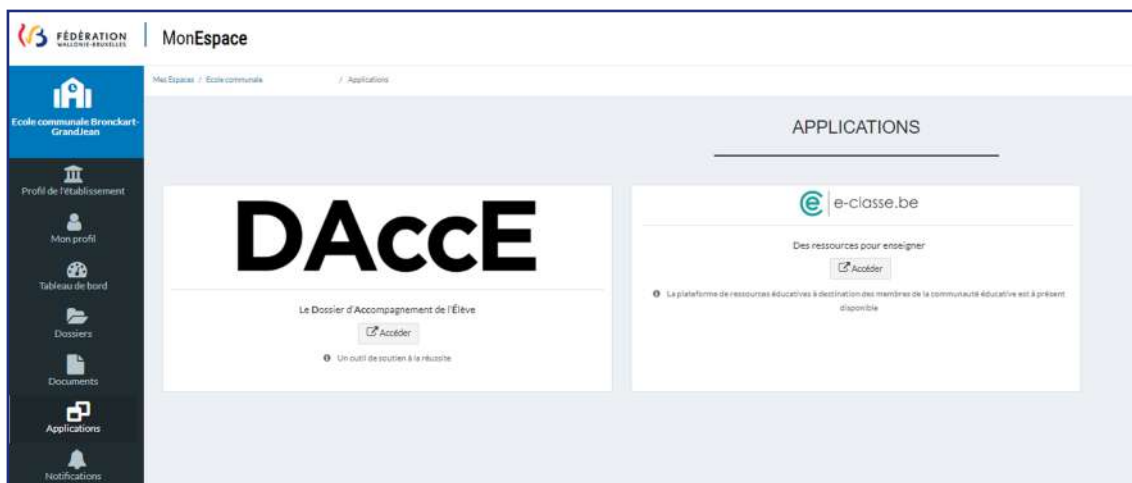 FÉDÉRATION
WALLONIE-BRUXELLES
MonEspace
Mes Espaces / Ecole communale / Applications
Ecole communale Bronckart-
GrandJean
Profil de l'établissement
Mon profil
Tableau de bord
Dossiers
Documents
Applications
Notifications
APPLICATIONS
DAccE
Le Dossier d'Accompagnement de l'Élève
Accéder
Un outil de soutien à la réussite
e-classe.be
Des ressources pour enseigner
Accéder
La plateforme de ressources éducatives à destination des membres de la communauté éducative est à présent
disponible